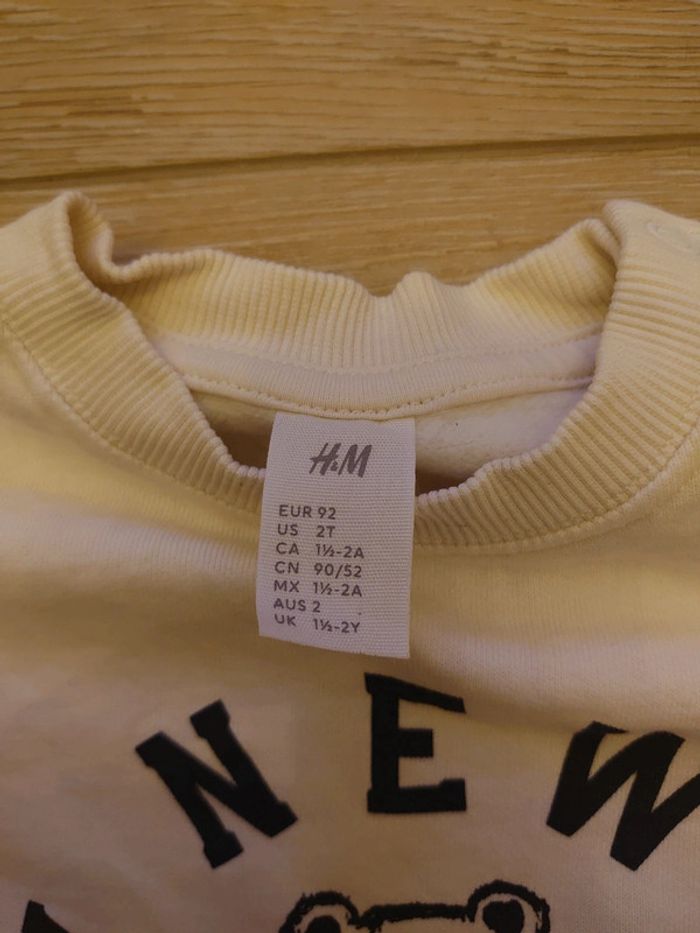 H&M
EUR 92
US 2T
CA 1½-2A
CN 90/52
MX 1½-2A
AUS 2
UK 1½-2Y
NEW